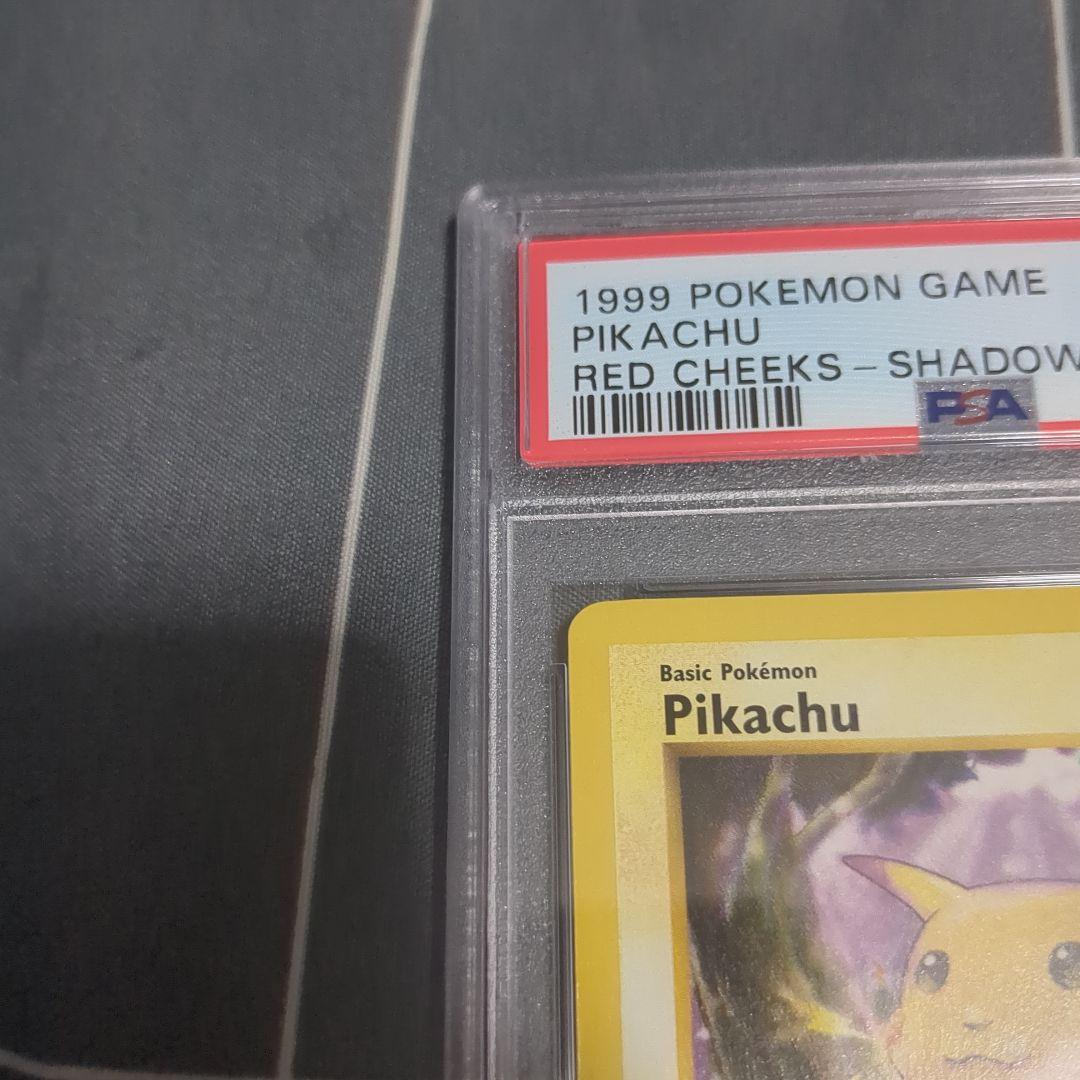 1999 POKEMON GAME
PIKACHU
RED CHEEKS - SHADOW
PSA
Basic Pokémon
Pikachu